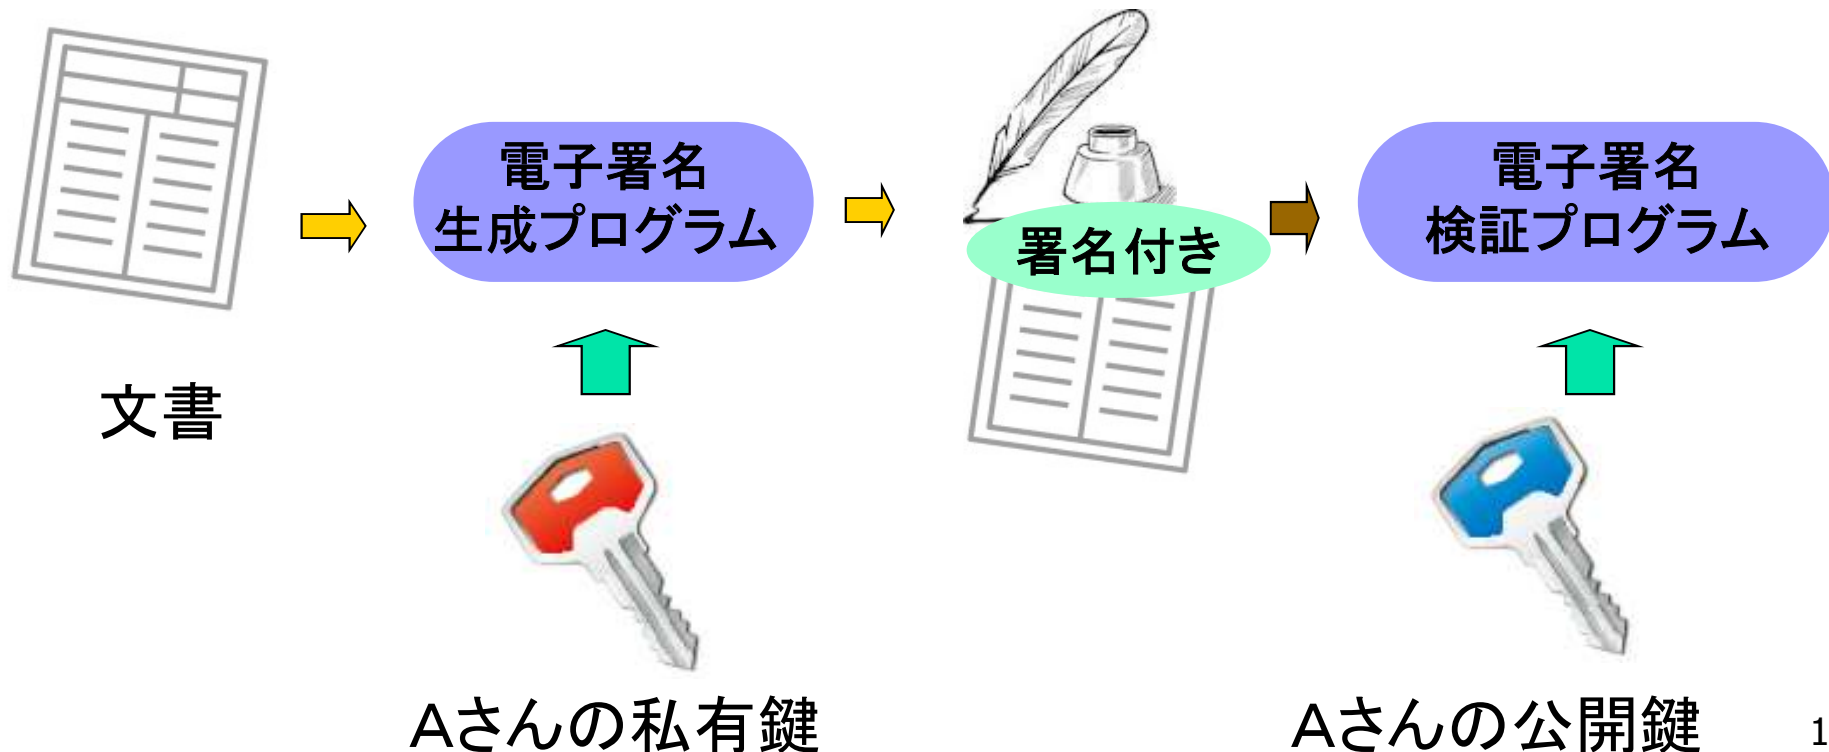 文書
電子署名
生成プログラム
Aさんの私有鍵
署名付き
電子署名
検証プログラム
Aさんの公開鍵
1